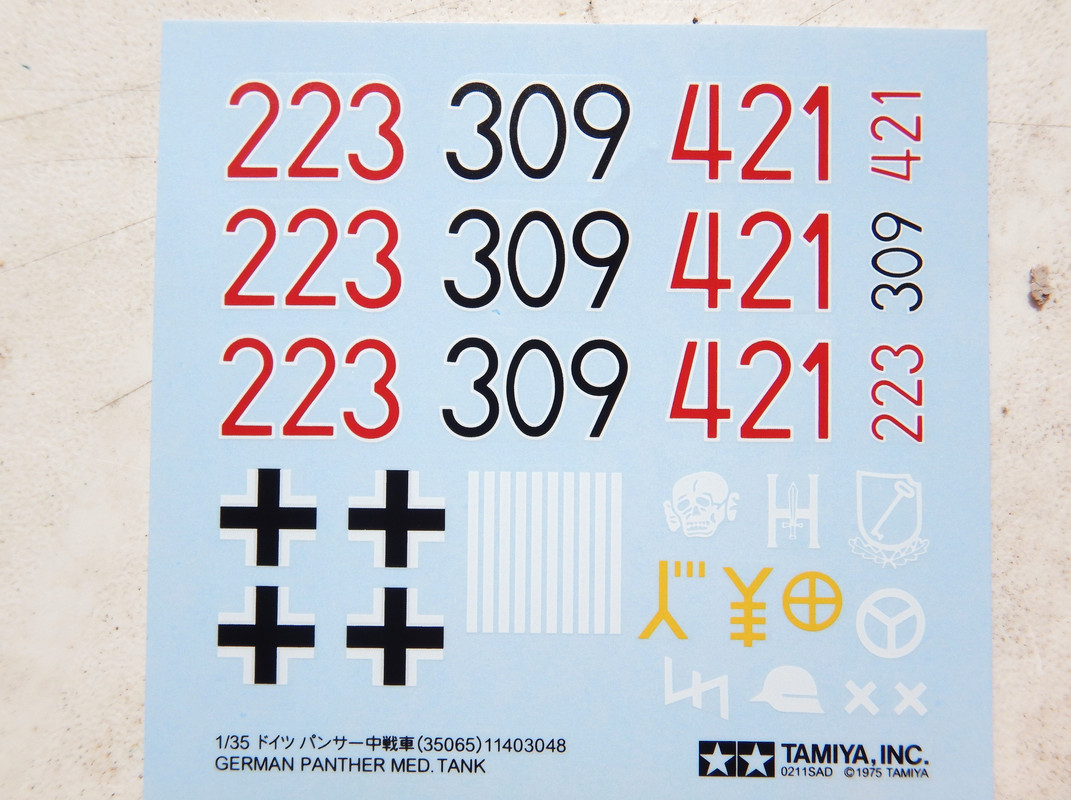 223 309 421 421
223 309 421 309
223 309 421 223
1/35 ドイツ パンサー中戦車(35065)11403048
GERMAN PANTHER MED. TANK
TAMIYA, INC.
0211SAD ©1975 TAMIYA